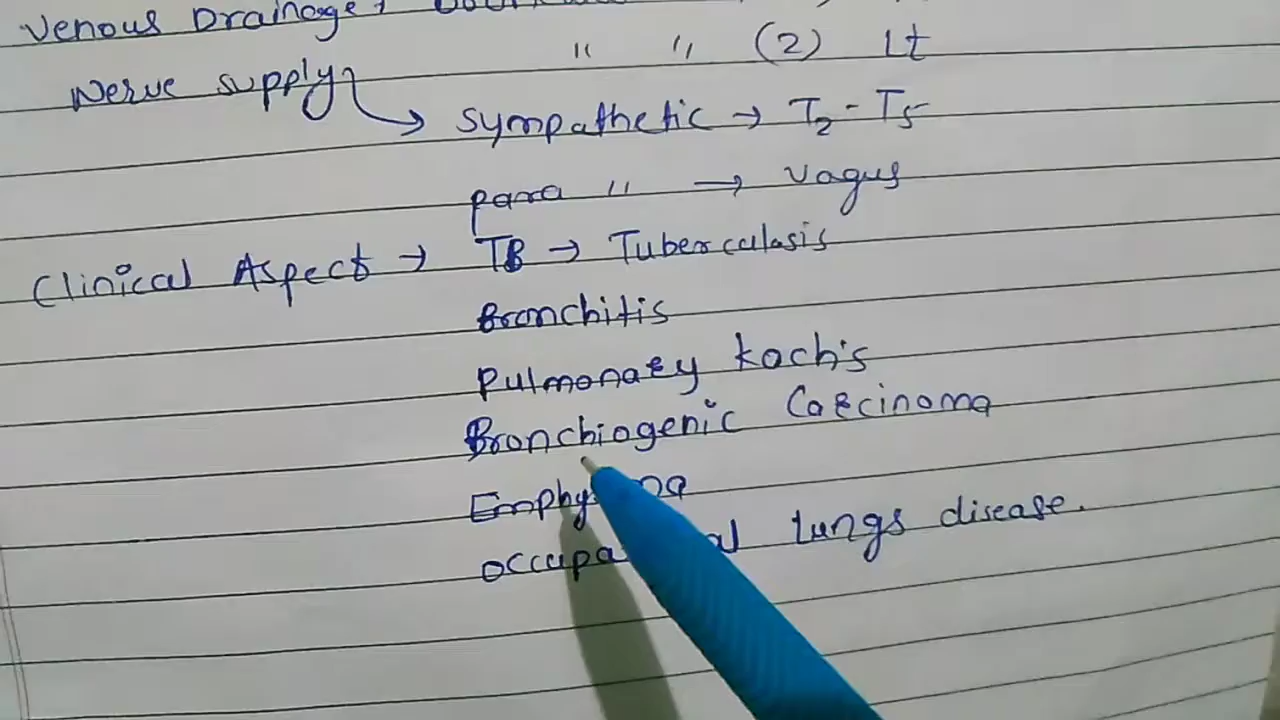 Venous Drainage,
" " (2) Lt
Nerve supply
→ sympathetic → T2 - T5
para " → vagus
Clinical Aspect → TB → Tuberculasis
Bronchitis
Pulmonary koch's
Bronchiogenic Carcinoma
lungs disease.